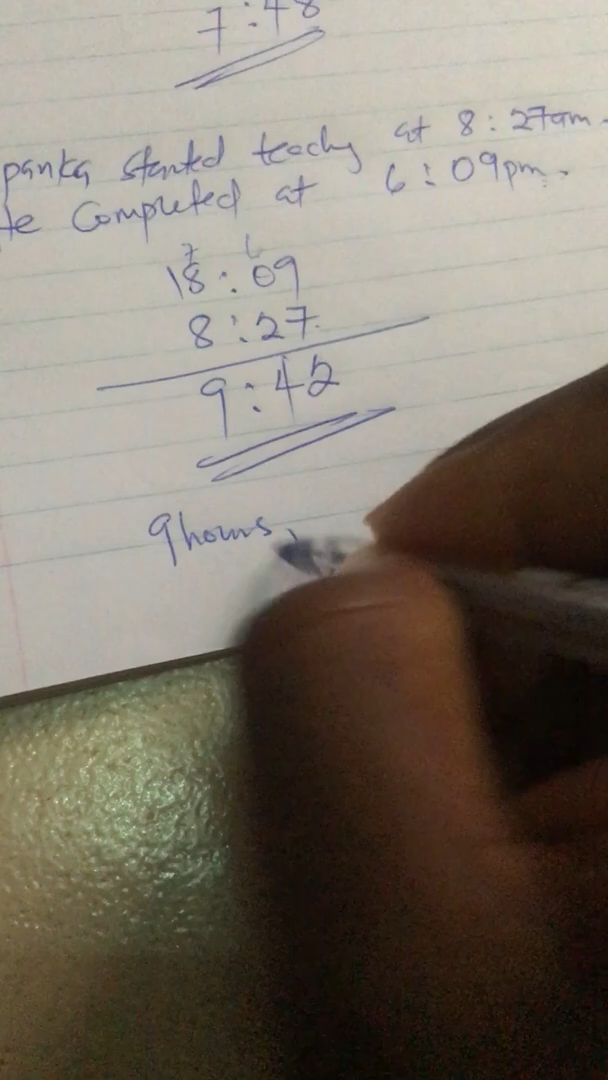 7:48
panka started teachg at 8:27am.
te Completed at 6:09pm.
7 6
18:09
8:27
9:42
9hours,